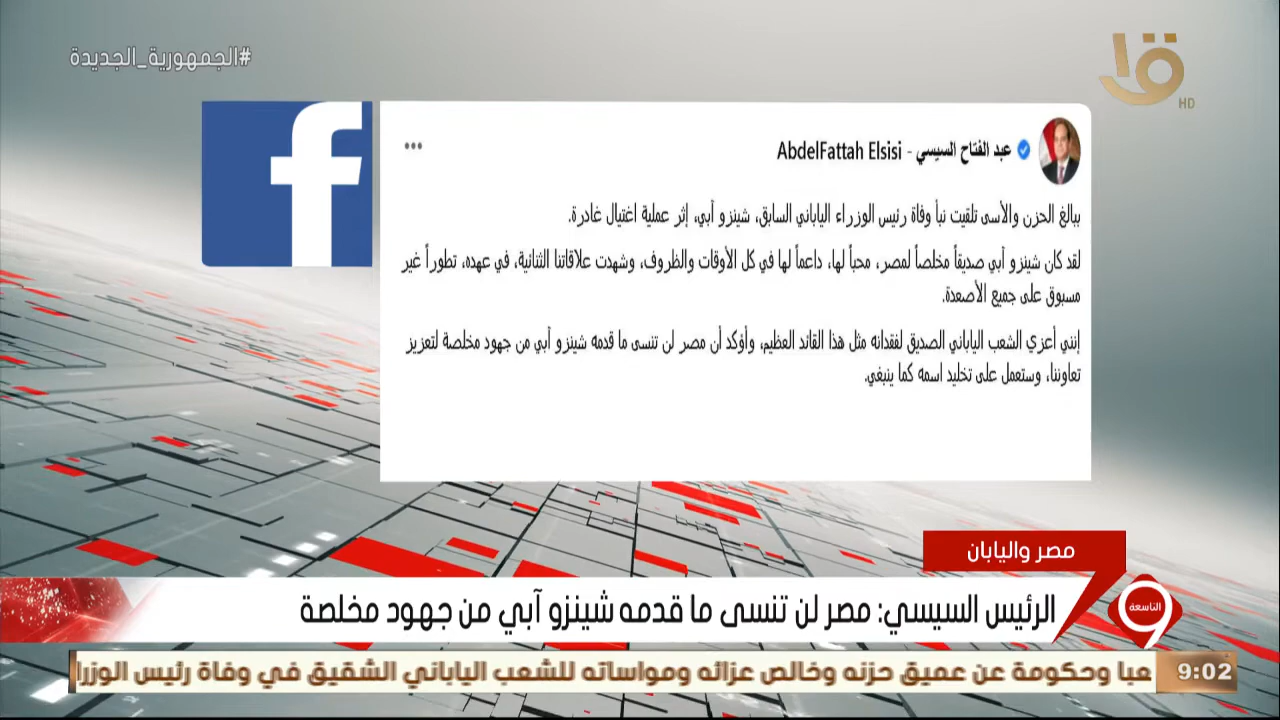 #الجمهورية_الجديدة
HD
عبد الفتاح السيسي - AbdelFattah Elsisi
ببالغ الحزن والأسى تلقيت نبأ وفاة رئيس الوزراء الياباني السابق، شينزو آبي، إثر عملية اغتيال غادرة.
لقد كان شينزو آبي صديقاً مخلصاً لمصر، محباً لها، داعماً لها في كل الأوقات والظروف، وشهدت علاقاتنا الثنائية، في عهده، تطوراً غير
مسبوق على جميع الأصعدة.
إنني أعزي الشعب الياباني الصديق لفقدانه مثل هذا القائد العظيم، وأؤكد أن مصر لن تنسى ما قدمه شينزو آبي من جهود مخلصة لتعزيز
تعاوننا، وستعمل على تخليد اسمه كما ينبغي.
مصر واليابان
التاسعة
9
الرئيس السيسي: مصر لن تنسى ما قدمه شينزو آبي من جهود مخلصة
9:02
عبا وحكومة عن عميق حزنه وخالص عزائه ومواساته للشعب الياباني الشقيق في وفاة رئيس الوزرا